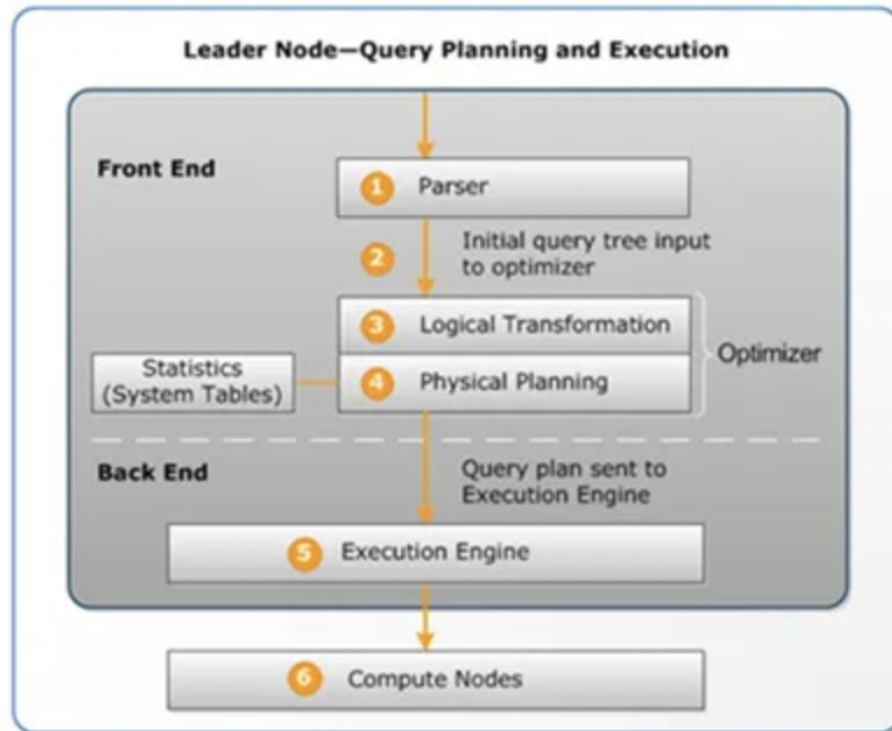 Leader Node—Query Planning and Execution
Front End
1 Parser
2 Initial query tree input
to optimizer
3 Logical Transformation
Optimizer
Statistics
(System Tables)
4 Physical Planning
Back End
Query plan sent to
Execution Engine
5 Execution Engine
6 Compute Nodes